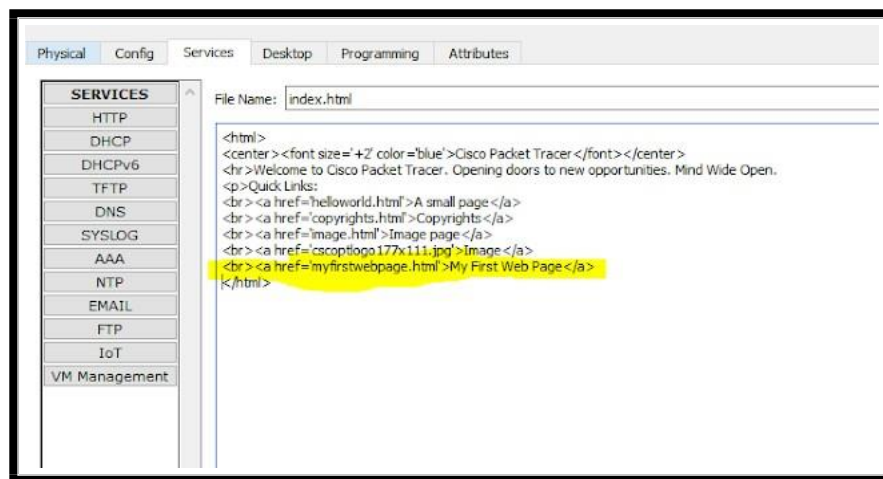 Physical Config Services Desktop Programming Attributes
SERVICES
HTTP
DHCP
DHCPv6
TFTP
DNS
SYSLOG
AAA
NTP
EMAIL
FTP
IoT
VM Management
File Name: index.html
<html>
<center><font size='+2' color='blue'>Cisco Packet Tracer</font></center>
<hr>Welcome to Cisco Packet Tracer. Opening doors to new opportunities. Mind Wide Open.
<p>Quick Links:
<br><a href='helloworld.html'>A small page</a>
<br><a href='copyrights.html'>Copyrights</a>
<br><a href='image.html'>Image page</a>
<br><a href='cscoptlogo177x111.jpg'>Image</a>
<br><a href='myfirstwebpage.html'>My First Web Page</a>
</html>